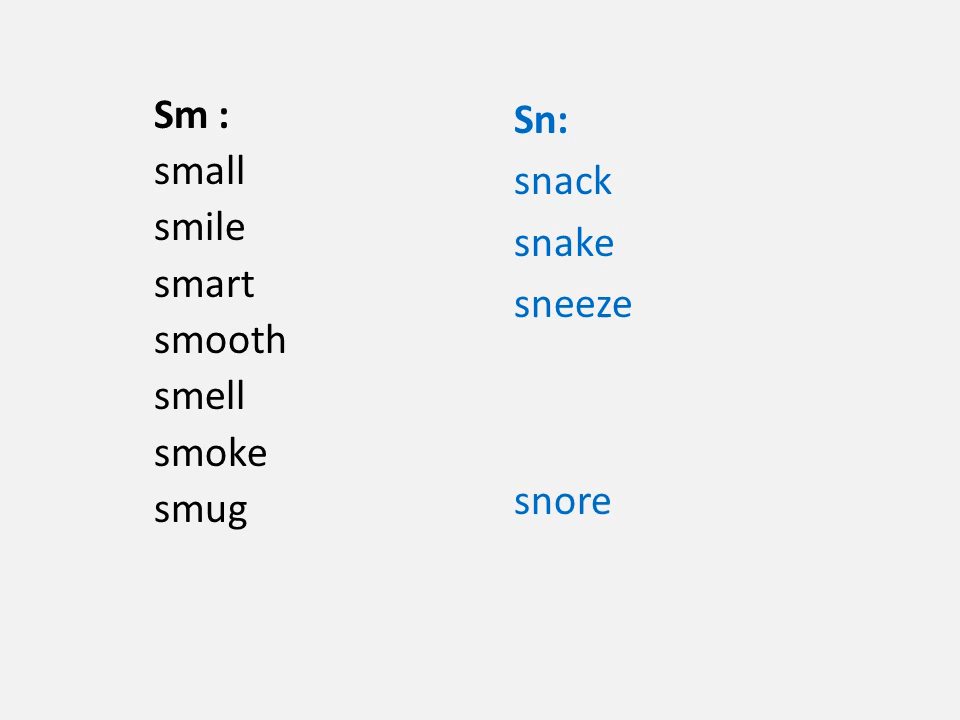 Sm :
small
smile
smart
smooth
smell
smoke
smug
Sn:
snack
snake
sneeze
snore